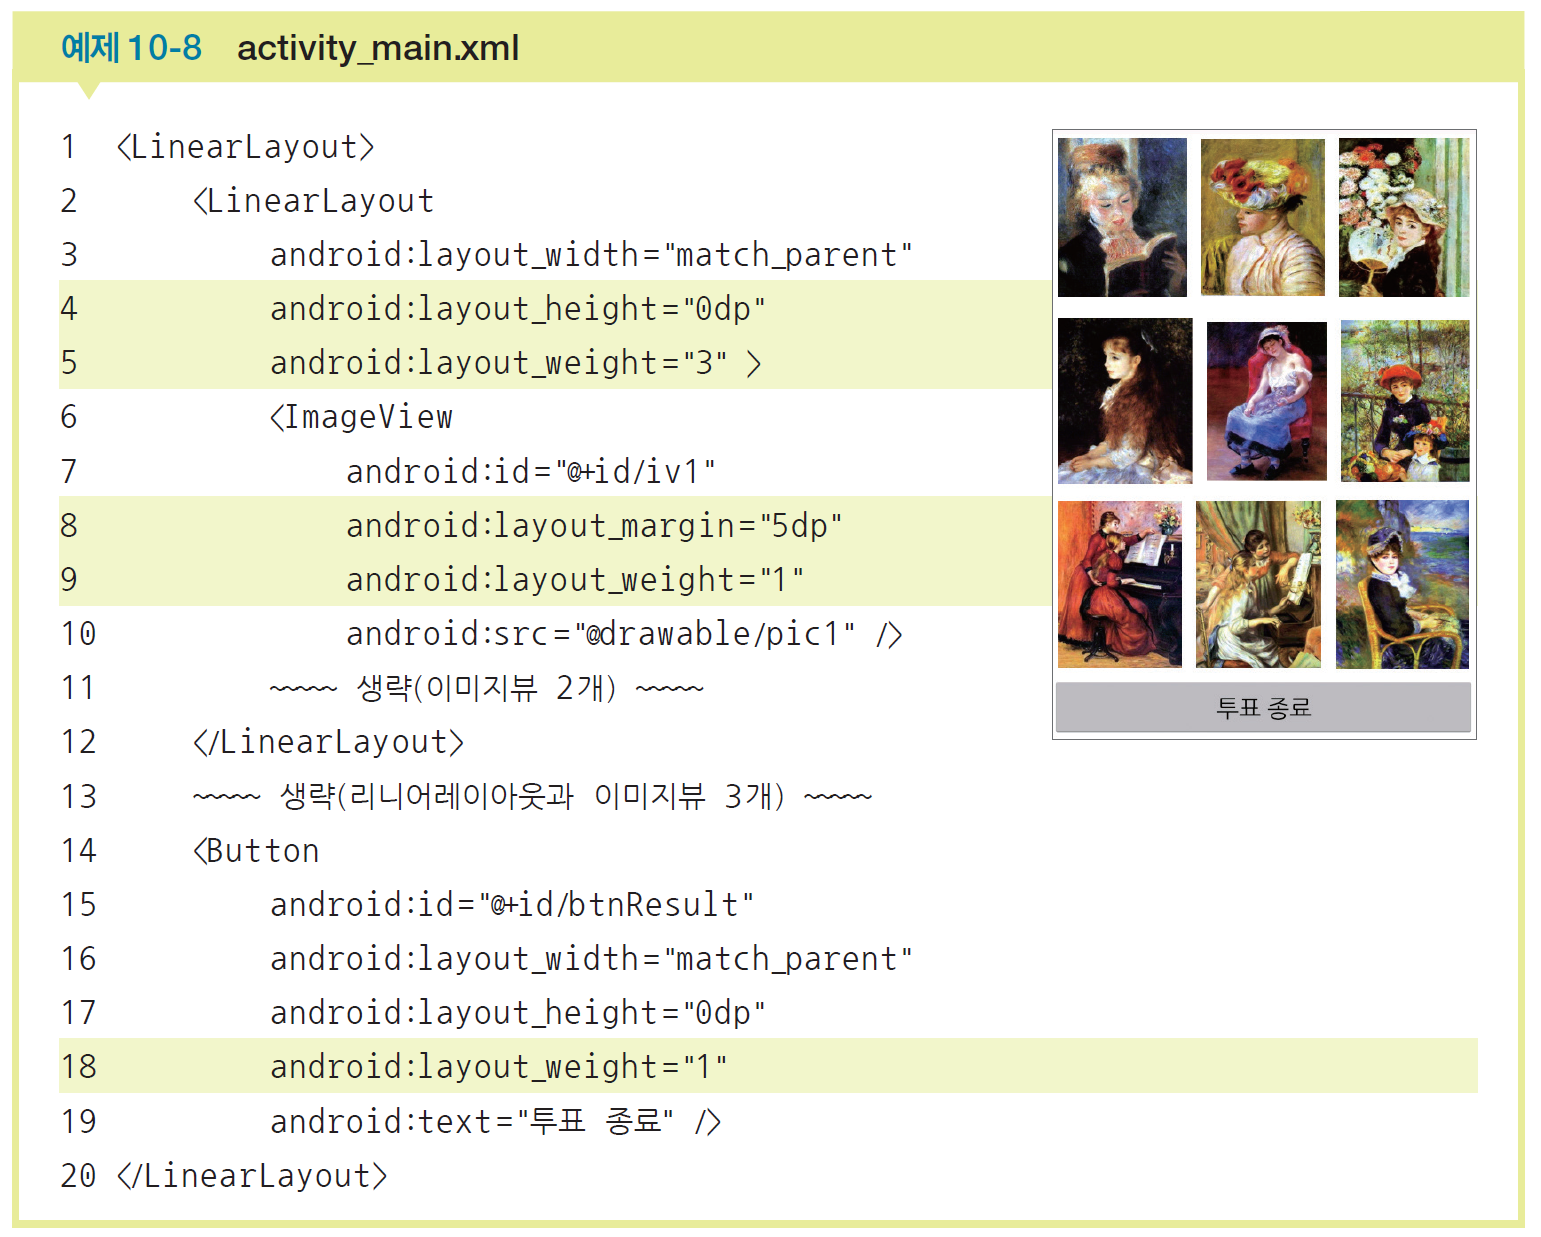 예제 10-8 activity_main.xml
1 <LinearLayout>
2 <LinearLayout
3 android:layout_width="match_parent"
4 android:layout_height="0dp"
5 android:layout_weight="3" >
6 <ImageView
7 android:id="@+id/iv1"
8 android:layout_margin="5dp"
9 android:layout_weight="1"
10 android:src="@drawable/pic1" />
11 ~~~~~ 생략(이미지뷰 2개) ~~~~~
12 </LinearLayout>
13 ~~~~~ 생략(리니어레이아웃과 이미지뷰 3개) ~~~~~
14 <Button
15 android:id="@+id/btnResult"
16 android:layout_width="match_parent"
17 android:layout_height="0dp"
18 android:layout_weight="1"
19 android:text="투표 종료" />
20 </LinearLayout>
투표 종료